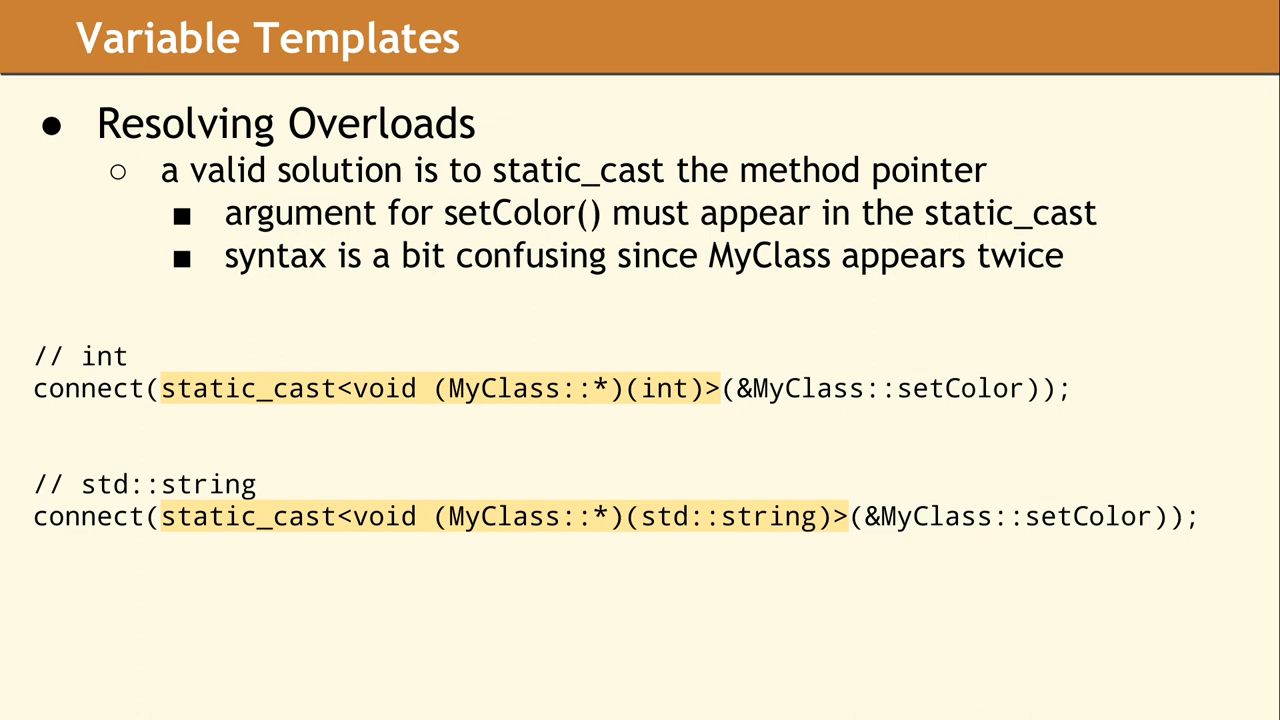 Variable Templates
● Resolving Overloads
○ a valid solution is to static_cast the method pointer
■ argument for setColor() must appear in the static_cast
■ syntax is a bit confusing since MyClass appears twice
// int
connect(static_cast<void (MyClass::*)(int)>(&MyClass::setColor));
// std::string
connect(static_cast<void (MyClass::*)(std::string)>(&MyClass::setColor));